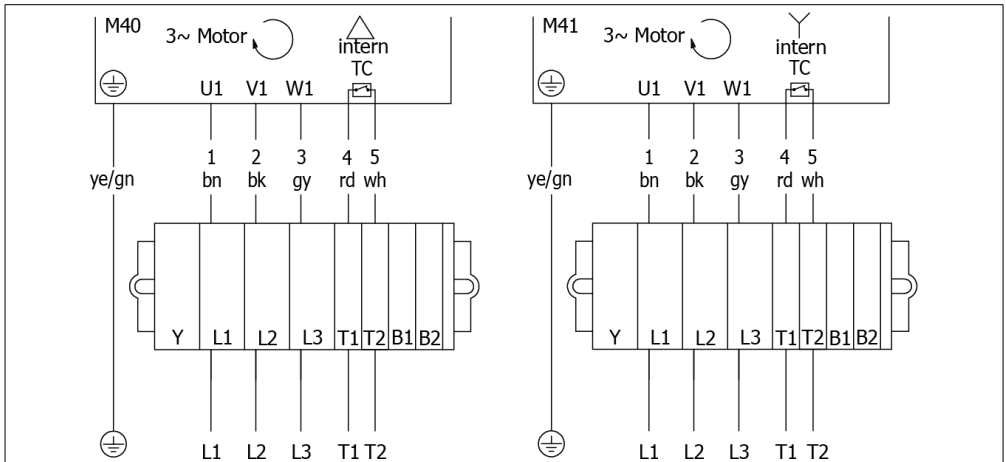 M40
3~ Motor
intern
TC
U1 V1 W1
1 2 3 4 5
ye/gn bn bk gy rd wh
Y L1 L2 L3 T1 T2 B1 B2
L1 L2 L3 T1 T2
M41
3~ Motor
intern
TC
U1 V1 W1
1 2 3 4 5
ye/gn bn bk gy rd wh
Y L1 L2 L3 T1 T2 B1 B2
L1 L2 L3 T1 T2